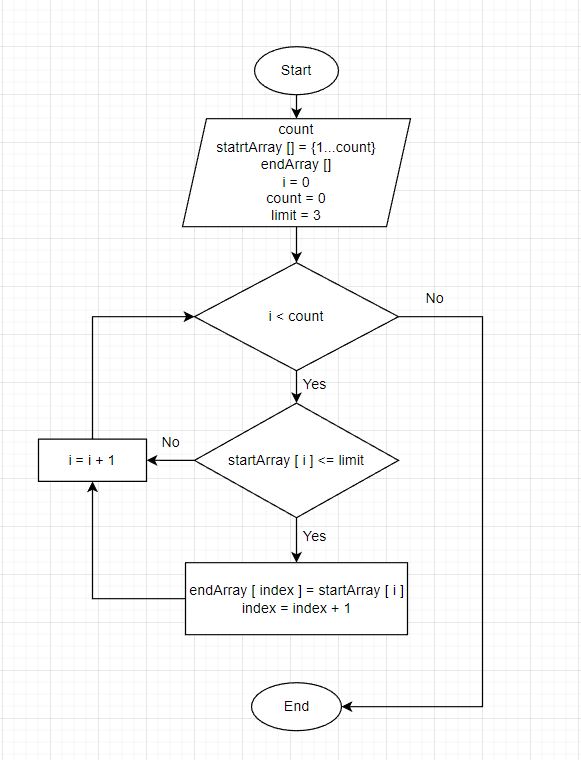 Start
count
statrtArray [] = {1...count}
endArray []
i = 0
count = 0
limit = 3
i < count
No
Yes
startArray [ i ] <= limit
No
i = i + 1
Yes
endArray [ index ] = startArray [ i ]
index = index + 1
End